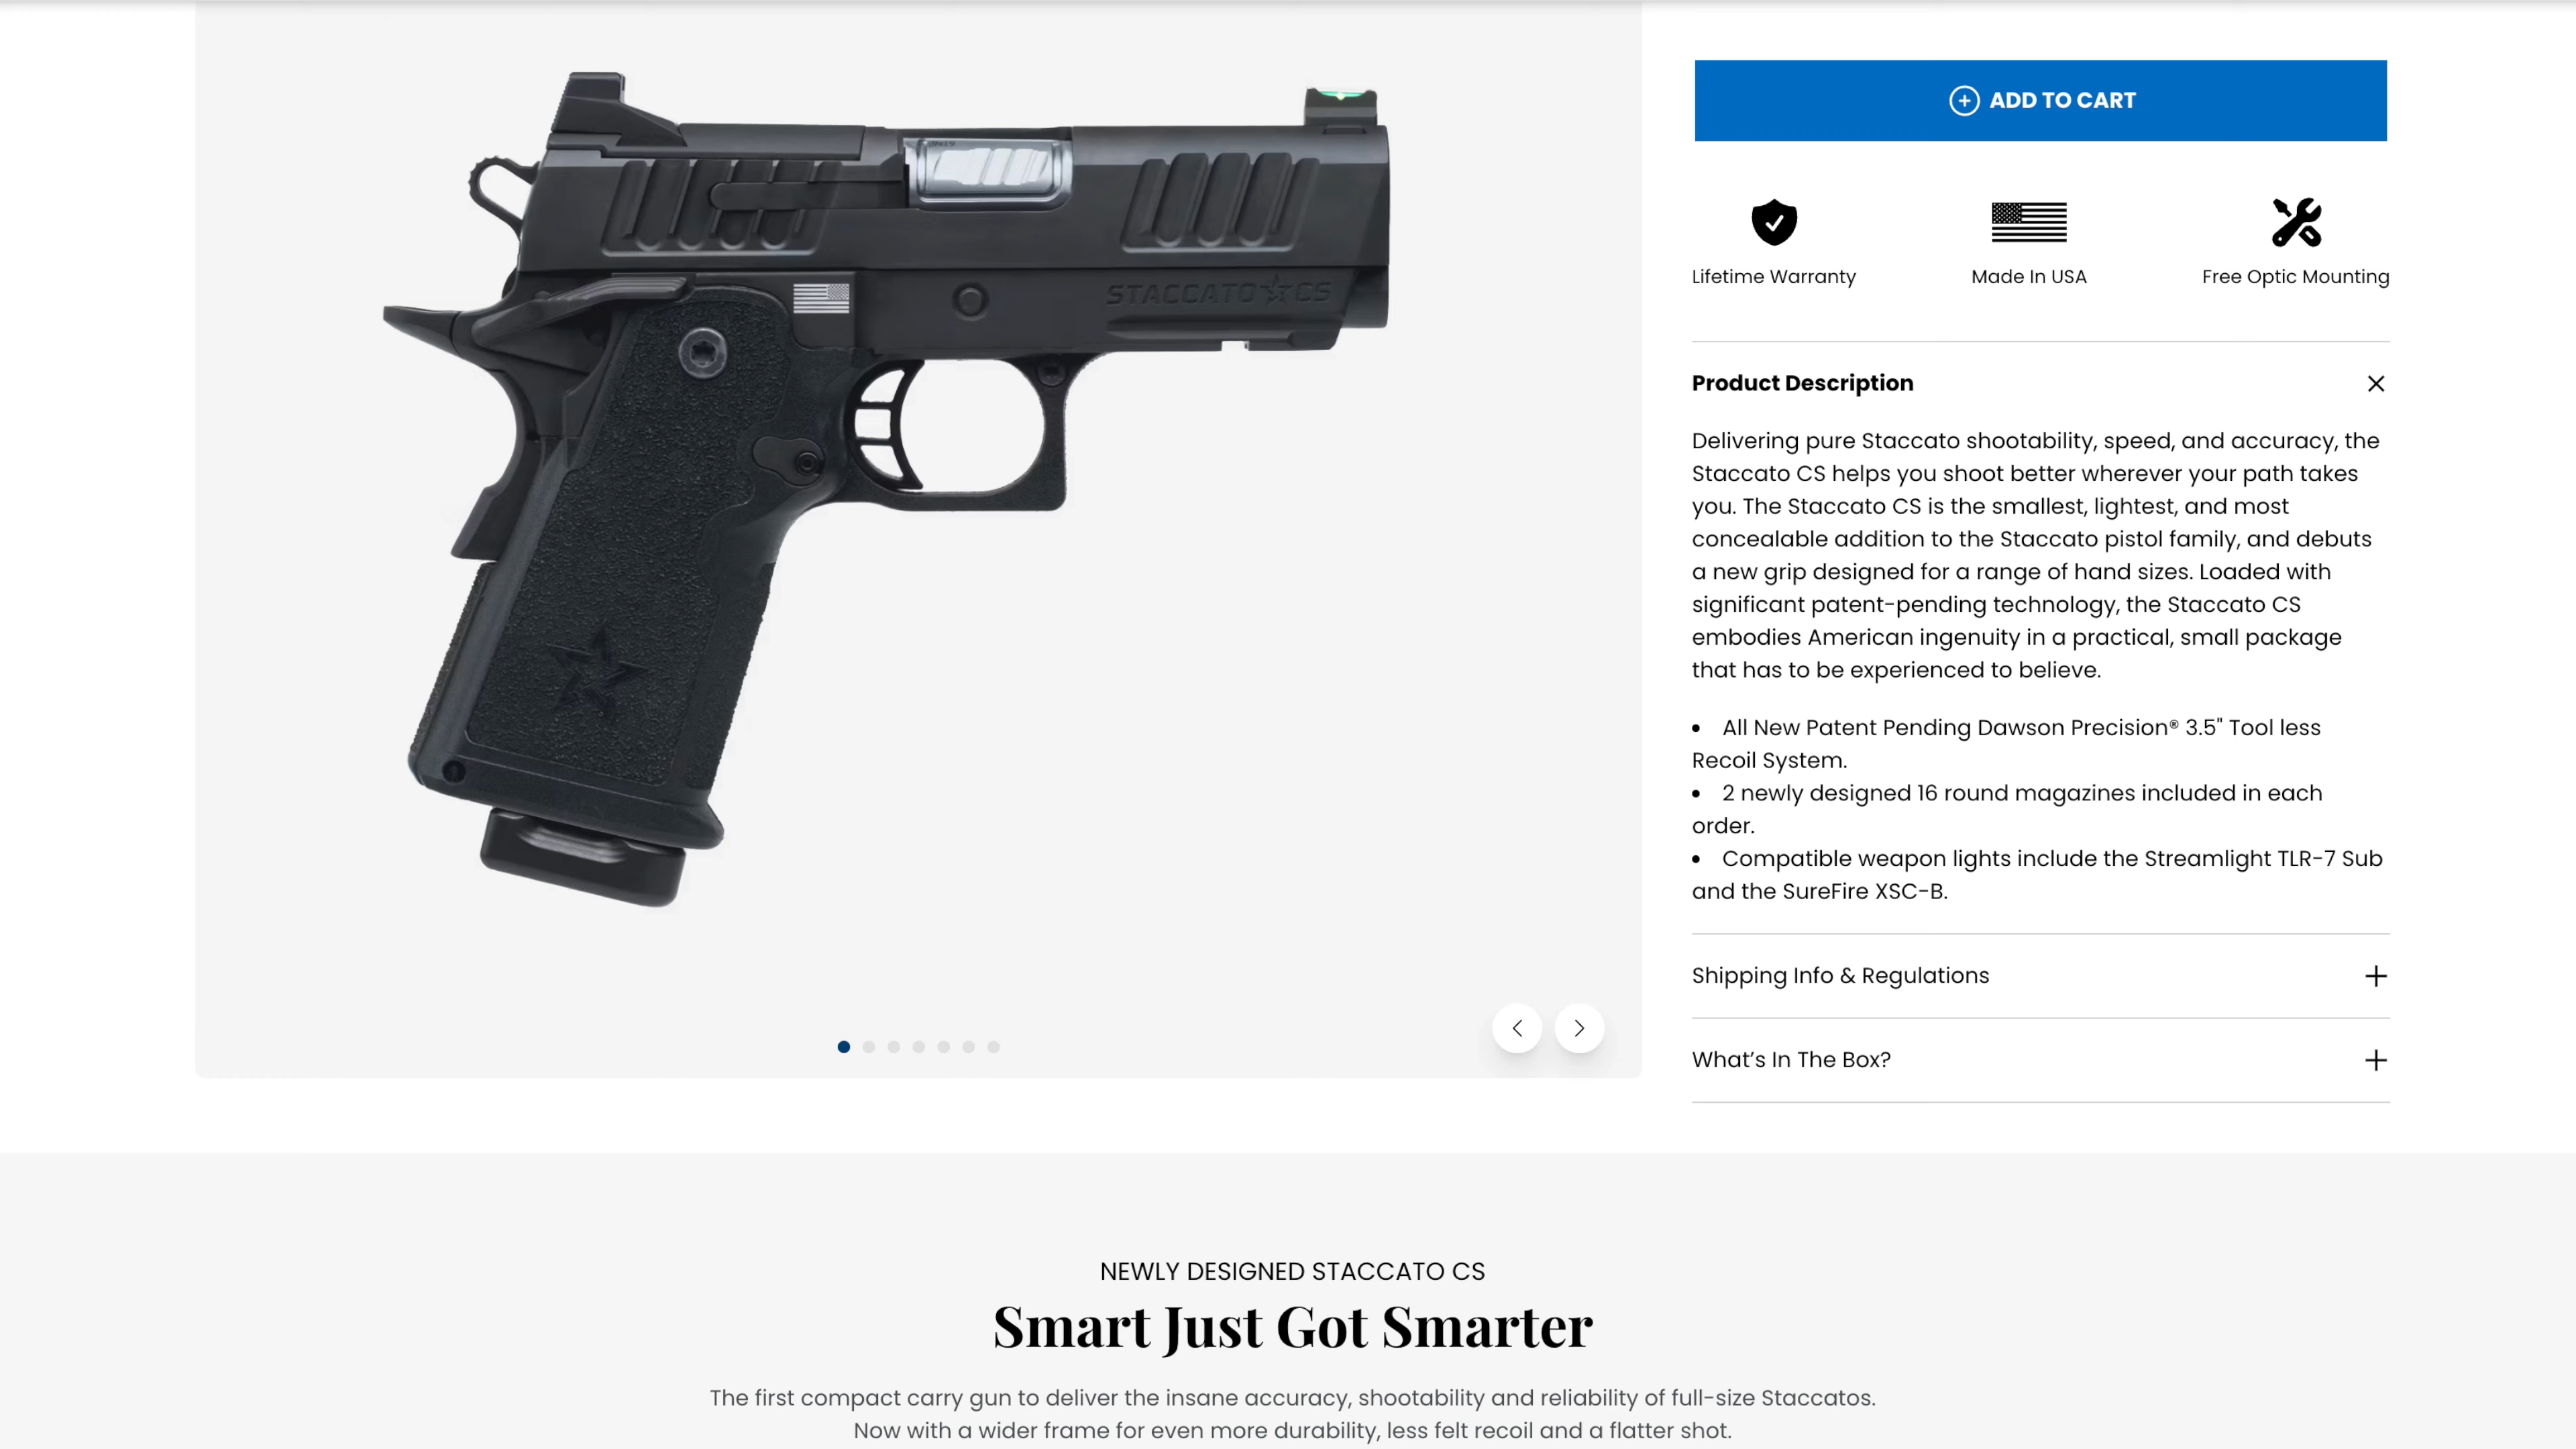 STACCATO CS
ADD TO CART
Lifetime Warranty
Made In USA
Free Optic Mounting
Product Description
Delivering pure Staccato shootability, speed, and accuracy, the
Staccato CS helps you shoot better wherever your path takes
you. The Staccato CS is the smallest, lightest, and most
concealable addition to the Staccato pistol family, and debuts
a new grip designed for a range of hand sizes. Loaded with
significant patent-pending technology, the Staccato CS
embodies American ingenuity in a practical, small package
that has to be experienced to believe.
• All New Patent Pending Dawson Precision® 3.5" Tool less
Recoil System.
• 2 newly designed 16 round magazines included in each
order.
• Compatible weapon lights include the Streamlight TLR-7 Sub
and the SureFire XSC-B.
Shipping Info & Regulations
What’s In The Box?
NEWLY DESIGNED STACCATO CS
Smart Just Got Smarter
The first compact carry gun to deliver the insane accuracy, shootability and reliability of full-size Staccatos.
Now with a wider frame for even more durability, less felt recoil and a flatter shot.